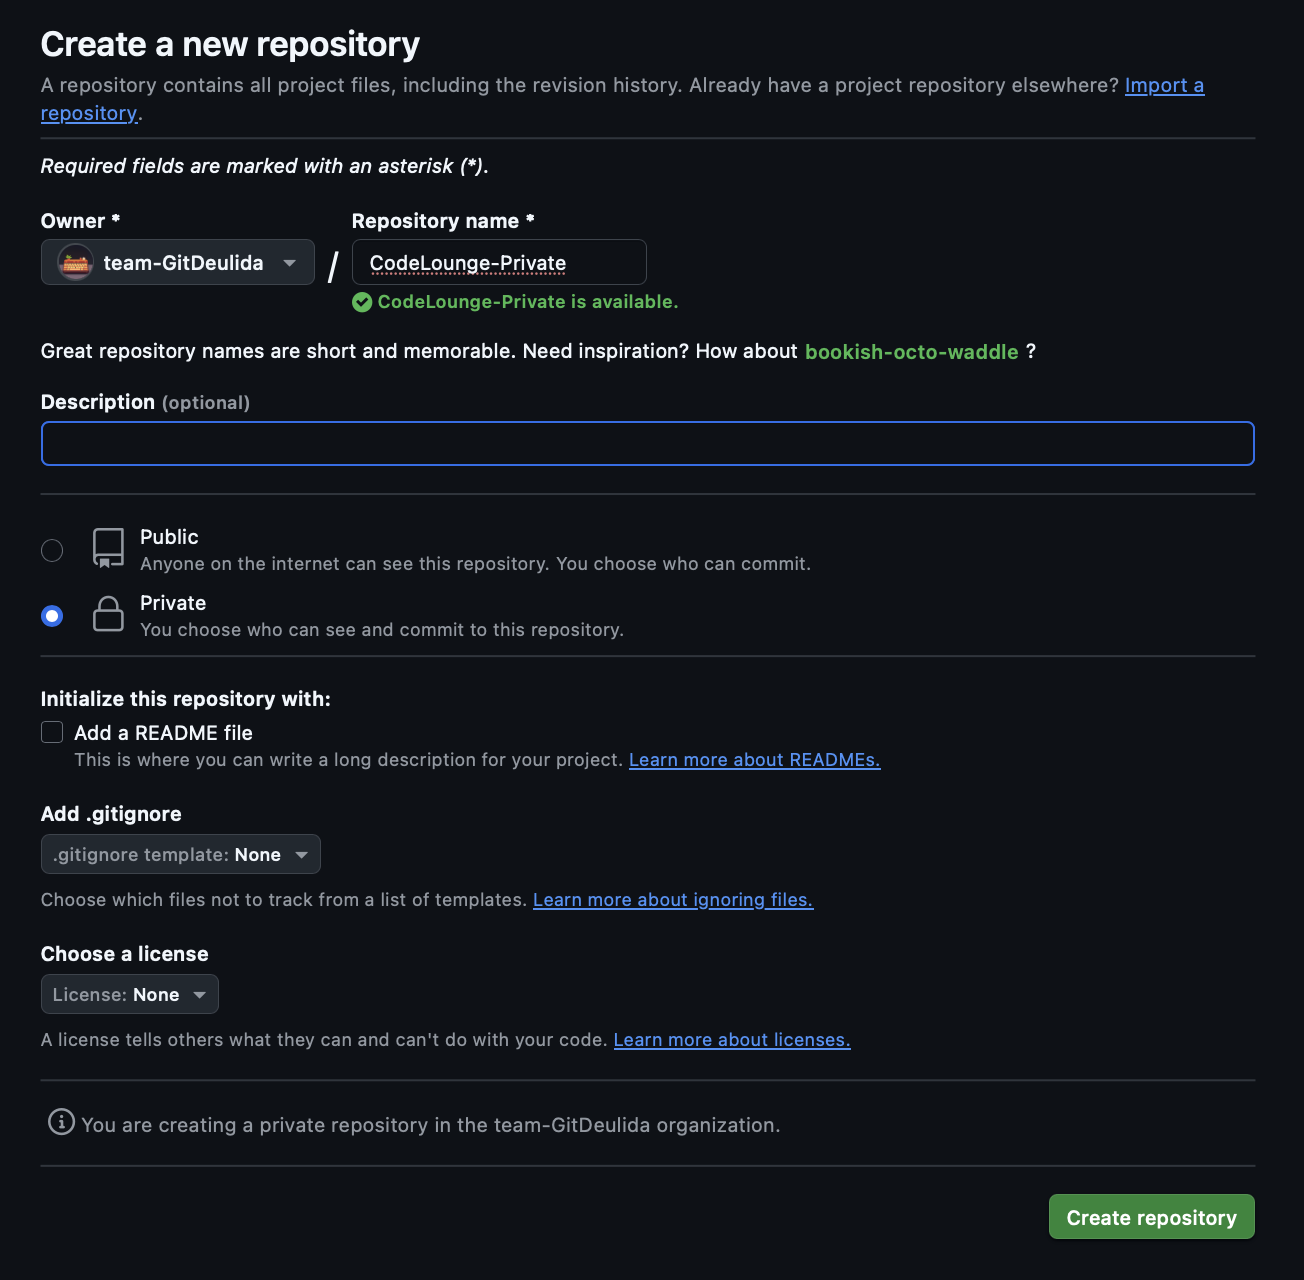 Create a new repository
A repository contains all project files, including the revision history. Already have a project repository elsewhere? Import a
repository.
Required fields are marked with an asterisk (*).
Owner *
Repository name *
team-GitDeulida
/
CodeLounge-Private
CodeLounge-Private is available.
Great repository names are short and memorable. Need inspiration? How about bookish-octo-waddle ?
Description (optional)
Public
Anyone on the internet can see this repository. You choose who can commit.
Private
You choose who can see and commit to this repository.
Initialize this repository with:
Add a README file
This is where you can write a long description for your project. Learn more about READMEs.
Add .gitignore
.gitignore template: None
Choose which files not to track from a list of templates. Learn more about ignoring files.
Choose a license
License: None
A license tells others what they can and can't do with your code. Learn more about licenses.
You are creating a private repository in the team-GitDeulida organization.
Create repository